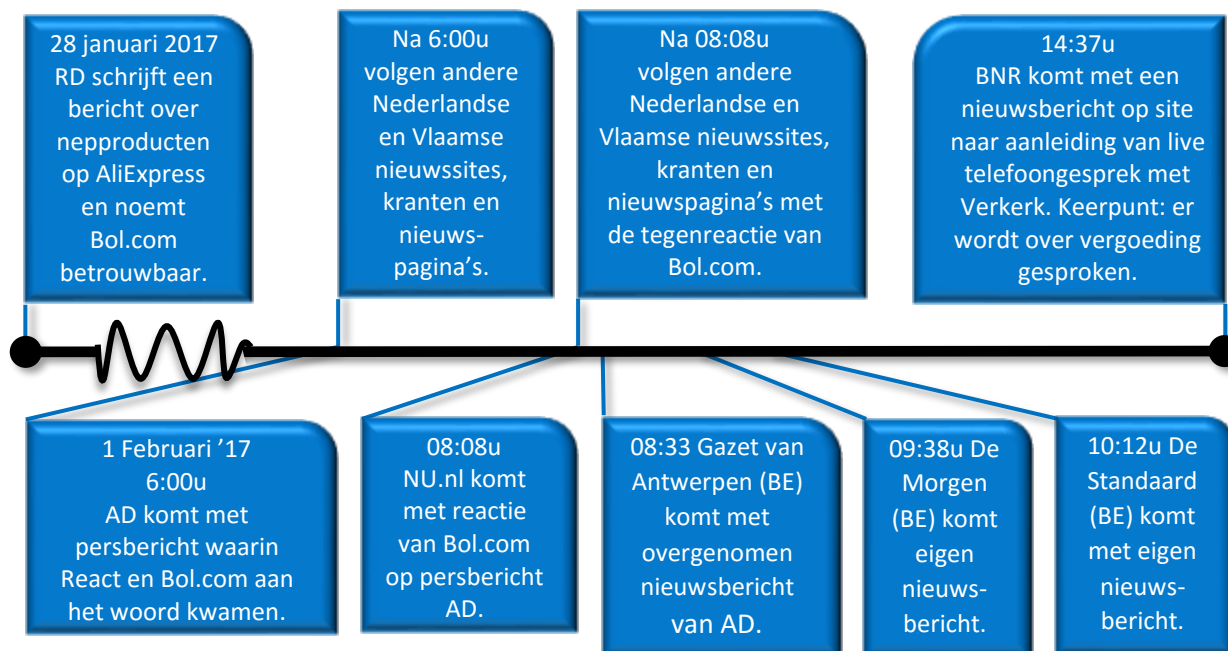 28 januari 2017
RD schrijft een
bericht over
nepproducten
op AliExpress
en noemt
Bol.com
betrouwbaar.
Na 6:00u
volgen andere
Nederlandse
en Vlaamse
nieuwssites,
kranten en
nieuws-
pagina's.
Na 08:08u
volgen andere
Nederlandse en
Vlaamse nieuwssites,
kranten en
nieuwspagina's met
de tegenreactie van
Bol.com.
14:37u
BNR komt met een
nieuwsbericht op site
naar aanleiding van live
telefoongesprek met
Verkerk. Keerpunt: er
wordt over vergoeding
gesproken.
1 Februari '17
6:00u
AD komt met
persbericht waarin
React en Bol.com aan
het woord kwamen.
08:08u
NU.nl komt
met reactie
van Bol.com
op persbericht
AD.
08:33 Gazet van
Antwerpen (BE)
komt met
overgenomen
nieuwsbericht
van AD.
09:38u De
Morgen
(BE) komt
eigen
nieuws-
bericht.
10:12u De
Standaard
(BE) komt
met eigen
nieuws-
bericht.